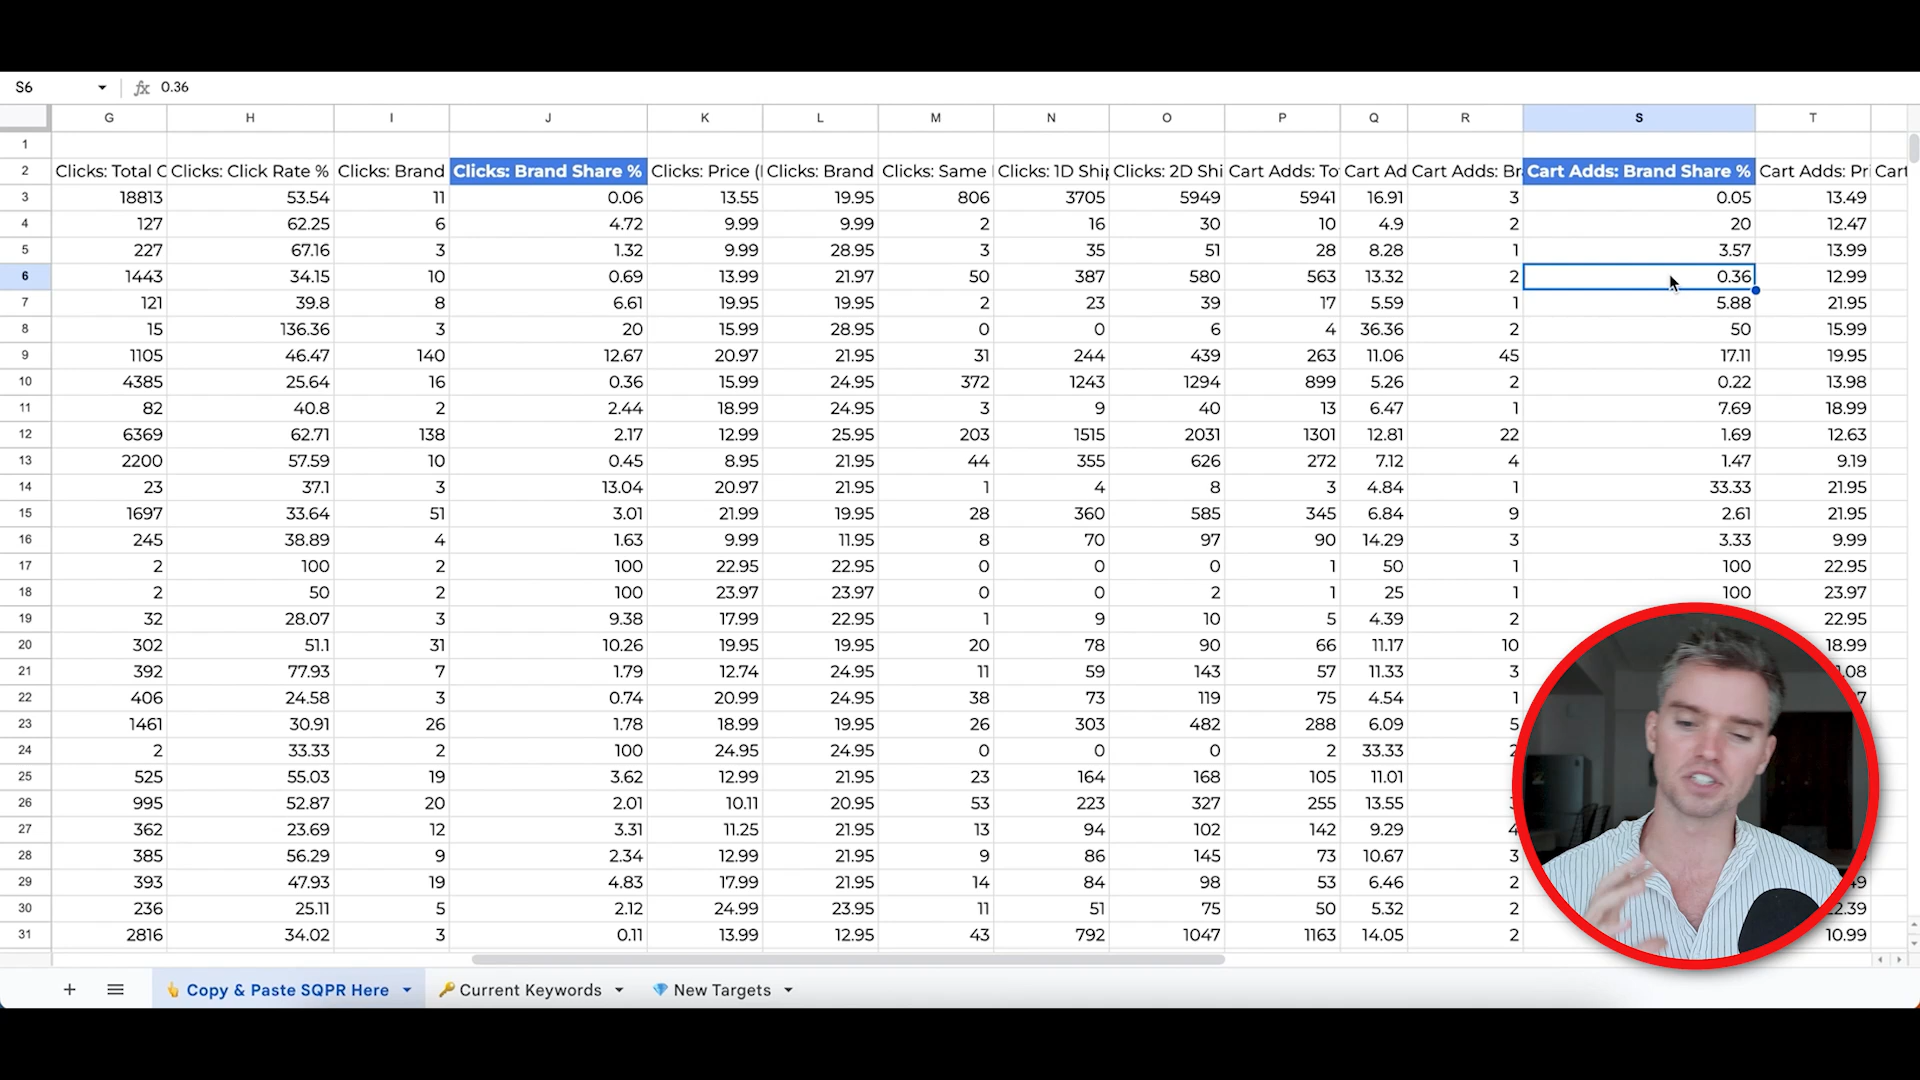 S6 fx 0.36
G H I J K L M N O P Q R S T
1
2 Clicks: Total C Clicks: Click Rate % Clicks: Brand Clicks: Brand Share % Clicks: Price ( Clicks: Brand Clicks: Same Clicks: 1D Ship Clicks: 2D Shi Cart Adds: To Cart Ad Cart Adds: Br Cart Adds: Brand Share % Cart Adds: Pr Cart
3 18813 53.54 11 0.06 13.55 19.95 806 3705 5949 5941 16.91 3 0.05 13.49
4 127 62.25 6 4.72 9.99 9.99 2 16 30 10 4.9 2 20 12.47
5 227 67.16 3 1.32 9.99 28.95 3 35 51 28 8.28 1 3.57 13.99
6 1443 34.15 10 0.69 13.99 21.97 50 387 580 563 13.32 2 0.36 12.99
7 121 39.8 8 6.61 19.95 19.95 2 23 39 17 5.59 1 5.88 21.95
8 15 136.36 3 20 15.99 28.95 0 0 6 4 36.36 2 50 15.99
9 1105 46.47 140 12.67 20.97 21.95 31 244 439 263 11.06 45 17.11 19.95
10 4385 25.64 16 0.36 15.99 24.95 372 1243 1294 899 5.26 2 0.22 13.98
11 82 40.8 2 2.44 18.99 24.95 3 9 40 13 6.47 1 7.69 18.99
12 6369 62.71 138 2.17 12.99 25.95 203 1515 2031 1301 12.81 22 1.69 12.63
13 2200 57.59 10 0.45 8.95 21.95 44 355 626 272 7.12 4 1.47 9.19
14 23 37.1 3 13.04 20.97 21.95 1 4 8 3 4.84 1 33.33 21.95
15 1697 33.64 51 3.01 21.99 19.95 28 360 585 345 6.84 9 2.61 21.95
16 245 38.89 4 1.63 9.99 11.95 8 70 97 90 14.29 3 3.33 9.99
17 2 100 2 100 22.95 22.95 0 0 0 1 50 1 100 22.95
18 2 50 2 100 23.97 23.97 0 0 2 1 25 1 100 23.97
19 32 28.07 3 9.38 17.99 22.95 1 9 10 5 4.39 2 22.95
20 302 51.1 31 10.26 19.95 19.95 20 78 90 66 11.17 10 18.99
21 392 77.93 7 1.79 12.74 24.95 11 59 143 57 11.33 3 .08
22 406 24.58 3 0.74 20.99 24.95 38 73 119 75 4.54 1
23 1461 30.91 26 1.78 18.99 19.95 26 303 482 288 6.09 5
24 2 33.33 2 100 24.95 24.95 0 0 0 2 33.33
25 525 55.03 19 3.62 12.99 21.95 23 164 168 105 11.01
26 995 52.87 20 2.01 10.11 20.95 53 223 327 255 13.55
27 362 23.69 12 3.31 11.25 21.95 13 94 102 142 9.29 4
28 385 56.29 9 2.34 12.99 21.95 9 86 145 73 10.67 3
29 393 47.93 19 4.83 17.99 21.95 14 84 98 53 6.46 2 49
30 236 25.11 5 2.12 24.99 23.95 11 51 75 50 5.32 2 2.39
31 2816 34.02 3 0.11 13.99 12.95 43 792 1047 1163 14.05 2 10.99
Copy & Paste SQPR Here Current Keywords New Targets